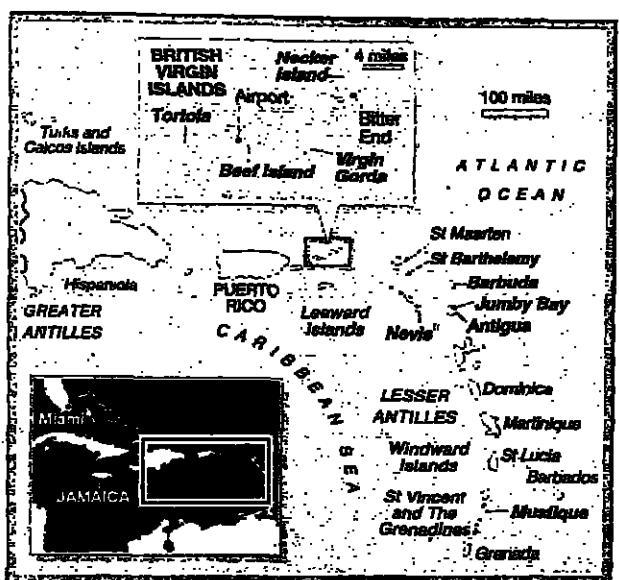 BRITISH
VIRGIN
ISLANDS
Necker
Island
4 miles
Airport
Tortola
Bitter
End
Beef Island
Virgin
Gorda
100 miles
Turks and
Caicos Islands
ATLANTIC
OCEAN
St Maarten
St Barthelemy
Barbuda
Jumby Bay
Antigua
Hispaniola
PUERTO
RICO
Leeward
Islands
Nevis
GREATER
ANTILLES
CARIBBEAN SEA
LESSER
ANTILLES
Dominica
Martinique
Windward
Islands
St Lucia
Barbados
St Vincent
and The
Grenadines
Mustique
Grenada
Miami
JAMAICA